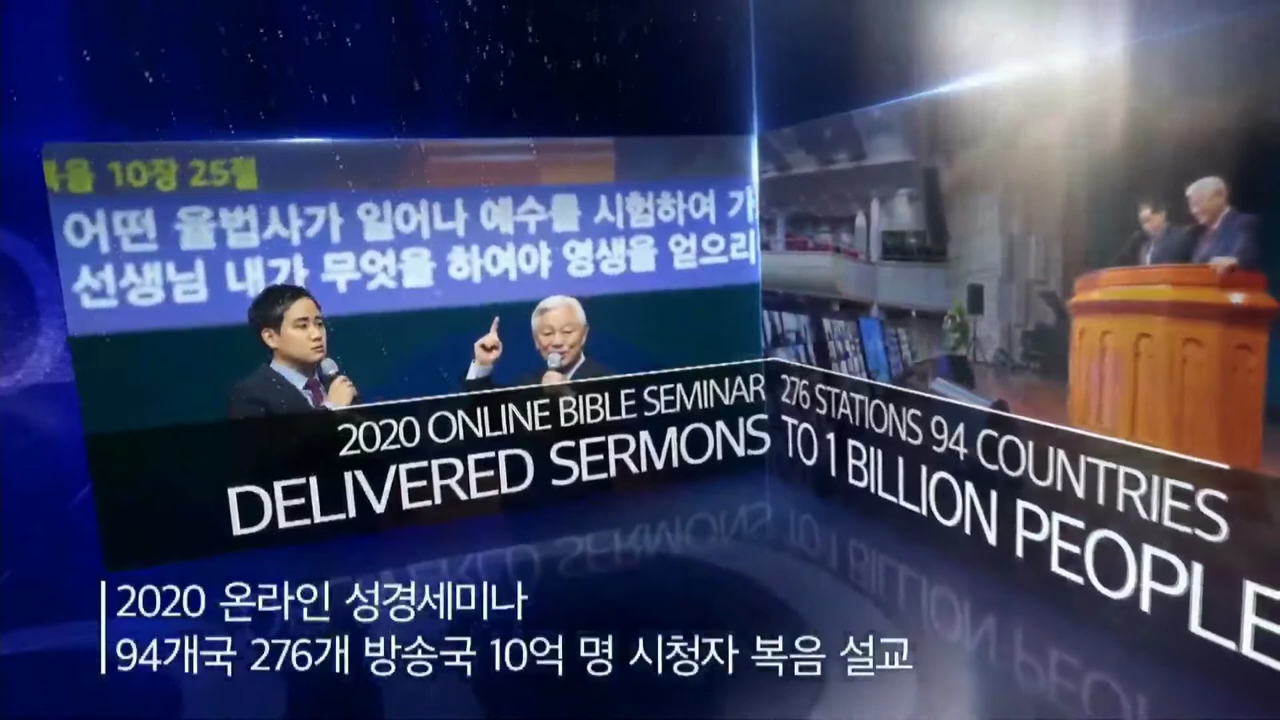 10장 25절
어떤 율법사가 일어나 예수를 시험하여
선생님 내가 무엇을 하여야 영생을 얻으리
2020 ONLINE BIBLE SEMINAR
DELIVERED SERMONS
276 STATIONS 94 COUNTRIES
TO 1 BILLION PEOPLE
2020 온라인 성경세미나
94개국 276개 방송국 10억 명 시청자 복음 설교